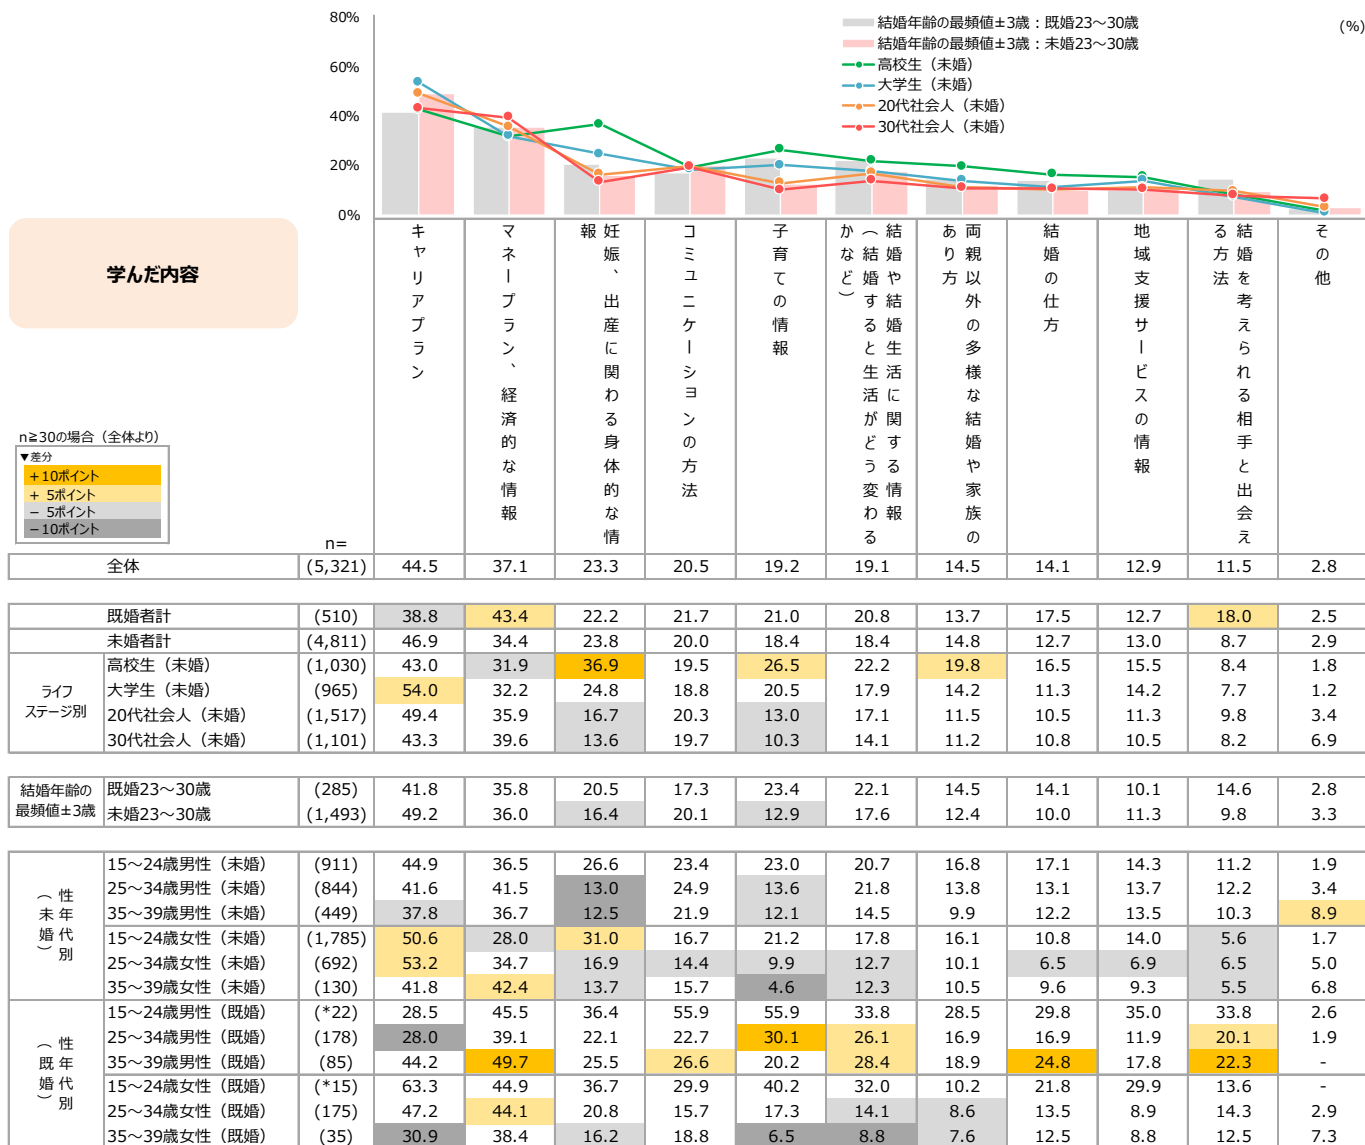 80%
60%
40%
20%
0%
(%)
結婚年齢の最頻値±3歳：既婚23～30歳
結婚年齢の最頻値±3歳：未婚23～30歳
高校生（未婚）
大学生（未婚）
20代社会人（未婚）
30代社会人（未婚）
学んだ内容
キャリアプラン
マネープラン、経済的な情報
妊娠、出産に関わる身体的な情
報
コミュニケーションの方法
子育ての情報
結婚や結婚生活に関する情報
（結婚すると生活がどう変わる
かなど）
両親以外の多様な結婚や家族の
あり方
結婚の仕方
地域支援サービスの情報
結婚を考えられる相手と出会え
る方法
その他
n≧30の場合（全体より）
▼差分
＋10ポイント
＋ 5ポイント
－ 5ポイント
－10ポイント
n=
全体 (5,321) 44.5 37.1 23.3 20.5 19.2 19.1 14.5 14.1 12.9 11.5 2.8
既婚者計 (510) 38.8 43.4 22.2 21.7 21.0 20.8 13.7 17.5 12.7 18.0 2.5
未婚者計 (4,811) 46.9 34.4 23.8 20.0 18.4 18.4 14.8 12.7 13.0 8.7 2.9
ライフ
ステージ別
高校生（未婚） (1,030) 43.0 31.9 36.9 19.5 26.5 22.2 19.8 16.5 15.5 8.4 1.8
大学生（未婚） (965) 54.0 32.2 24.8 18.8 20.5 17.9 14.2 11.3 14.2 7.7 1.2
20代社会人（未婚） (1,517) 49.4 35.9 16.7 20.3 13.0 17.1 11.5 10.5 11.3 9.8 3.4
30代社会人（未婚） (1,101) 43.3 39.6 13.6 19.7 10.3 14.1 11.2 10.8 10.5 8.2 6.9
結婚年齢の
最頻値±3歳
既婚23～30歳 (285) 41.8 35.8 20.5 17.3 23.4 22.1 14.5 14.1 10.1 14.6 2.8
未婚23～30歳 (1,493) 49.2 36.0 16.4 20.1 12.9 17.6 12.4 10.0 11.3 9.8 3.3
性年代別
（未婚）
15～24歳男性（未婚） (911) 44.9 36.5 26.6 23.4 23.0 20.7 16.8 17.1 14.3 11.2 1.9
25～34歳男性（未婚） (844) 41.6 41.5 13.0 24.9 13.6 21.8 13.8 13.1 13.7 12.2 3.4
35～39歳男性（未婚） (449) 37.8 36.7 12.5 21.9 12.1 14.5 9.9 12.2 13.5 10.3 8.9
15～24歳女性（未婚） (1,785) 50.6 28.0 31.0 16.7 21.2 17.8 16.1 10.8 14.0 5.6 1.7
25～34歳女性（未婚） (692) 53.2 34.7 16.9 14.4 9.9 12.7 10.1 6.5 6.9 6.5 5.0
35～39歳女性（未婚） (130) 41.8 42.4 13.7 15.7 4.6 12.3 10.5 9.6 9.3 5.5 6.8
性年代別
（既婚）
15～24歳男性（既婚） (*22) 28.5 45.5 36.4 55.9 55.9 33.8 28.5 29.8 35.0 33.8 2.6
25～34歳男性（既婚） (178) 28.0 39.1 22.1 22.7 30.1 26.1 16.9 16.9 11.9 20.1 1.9
35～39歳男性（既婚） (85) 44.2 49.7 25.5 26.6 20.2 28.4 18.9 24.8 17.8 22.3 -
15～24歳女性（既婚） (*15) 63.3 44.9 36.7 29.9 40.2 32.0 10.2 21.8 29.9 13.6 -
25～34歳女性（既婚） (175) 47.2 44.1 20.8 15.7 17.3 14.1 8.6 13.5 8.9 14.3 2.9
35～39歳女性（既婚） (35) 30.9 38.4 16.2 18.8 6.5 8.8 7.6 12.5 8.8 12.5 7.3